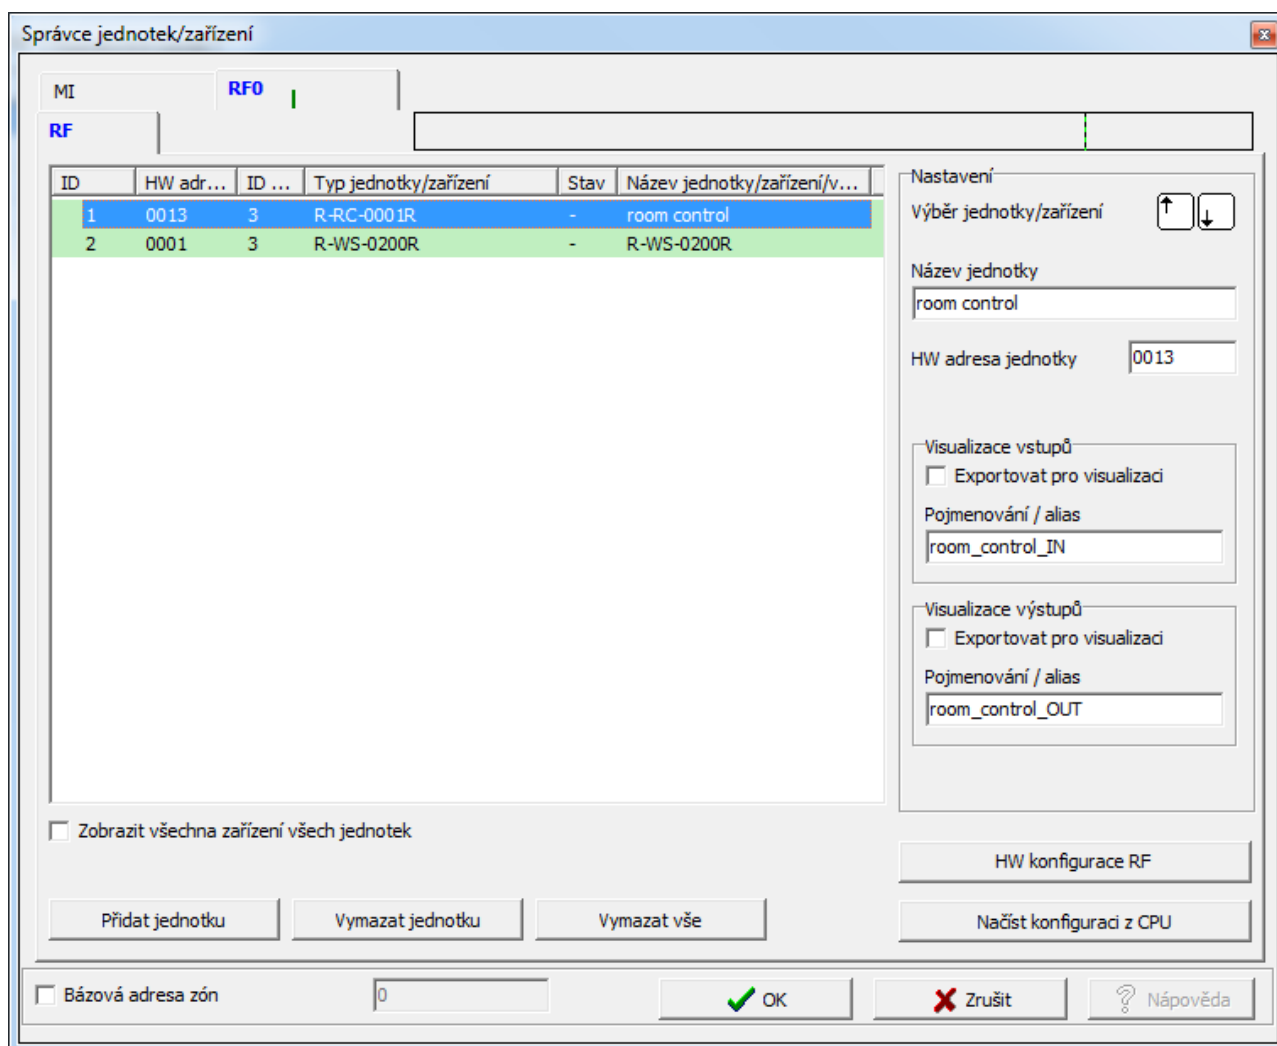 Správce jednotek/zařízení
MI
RF0
RF
ID HW adr... ID ... Typ jednotky/zařízení Stav Název jednotky/zařízení/v...
1 0013 3 R-RC-0001R - room control
2 0001 3 R-WS-0200R - R-WS-0200R
Nastavení
Výběr jednotky/zařízení
Název jednotky
room control
HW adresa jednotky 0013
Visualizace vstupů
Exportovat pro visualizaci
Pojmenování / alias
room_control_IN
Visualizace výstupů
Exportovat pro visualizaci
Pojmenování / alias
room_control_OUT
Zobrazit všechna zařízení všech jednotek
HW konfigurace RF
Přidat jednotku Vymazat jednotku Vymazat vše Načíst konfiguraci z CPU
Bázová adresa zón 0 OK Zrušit Nápověda